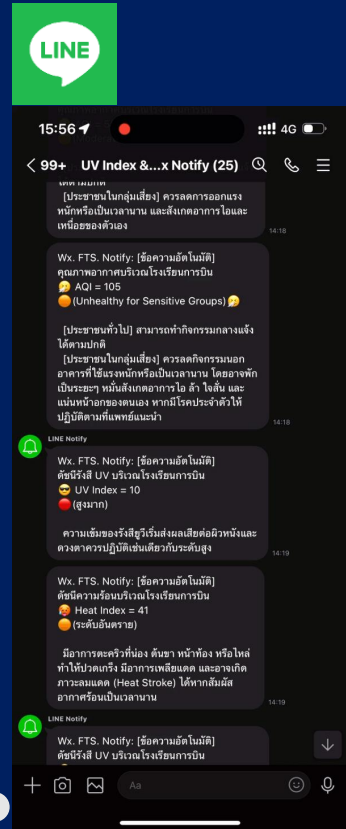 LINE
15:56
4G
99+ UV Index &...x Notify (25)
[ประชาชนในกลุ่มเสี่ยง] ควรลดการออกแรง
หนักหรือเป็นเวลานาน และสังเกตอาการไอและ
เหนื่อยของตัวเอง
14:18
Wx. FTS. Notify: [ข้อความอัตโนมัติ]
คุณภาพอากาศบริเวณโรงเรียนการบิน
AQI = 105
(Unhealthy for Sensitive Groups)
[ประชาชนทั่วไป] สามารถทำกิจกรรมกลางแจ้ง
ได้ตามปกติ
[ประชาชนในกลุ่มเสี่ยง] ควรลดกิจกรรมนอก
อาคารที่ใช้แรงหนักหรือเป็นเวลานาน โดยอาจพัก
เป็นระยะๆ หมั่นสังเกตอาการไอ ล้า ใจสั่น และ
แน่นหน้าอกของตนเอง หากมีโรคประจำตัวให้
ปฏิบัติตามที่แพทย์แนะนำ
14:18
LINE Notify
Wx. FTS. Notify: [ข้อความอัตโนมัติ]
ดัชนีรังสี UV บริเวณโรงเรียนการบิน
UV Index = 10
(สูงมาก)
ความเข้มของรังสียูวีเริ่มส่งผลเสียต่อผิวหนังและ
ดวงตาควรปฏิบัติเช่นเดียวกับระดับสูง
14:19
Wx. FTS. Notify: [ข้อความอัตโนมัติ]
ดัชนีความร้อนบริเวณโรงเรียนการบิน
Heat Index = 41
(ระดับอันตราย)
มีอาการตะคริวที่น่อง ต้นขา หน้าท้อง หรือไหล่
ทำให้ปวดเกร็ง มีอาการเพลียแดด และอาจเกิด
ภาวะลมแดด (Heat Stroke) ได้หากสัมผัส
อากาศร้อนเป็นเวลานาน
14:19
LINE Notify
Wx. FTS. Notify: [ข้อความอัตโนมัติ]
ดัชนีรังสี UV บริเวณโรงเรียนการบิน
Aa